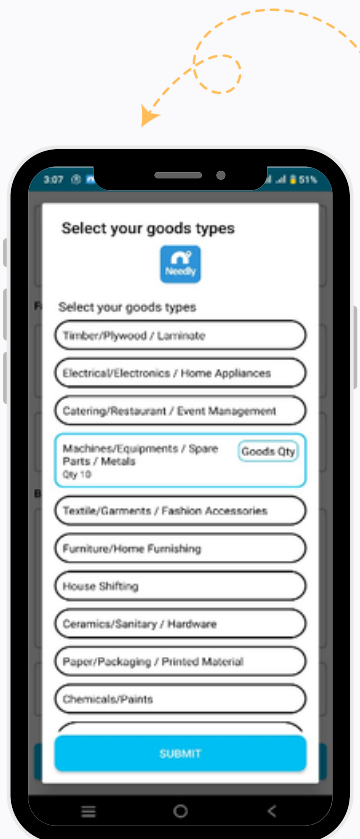 3:07
51%
Select your goods types
Needly
Select your goods types
Timber/Plywood / Laminate
Electrical/Electronics / Home Appliances
Catering/Restaurant / Event Management
Machines/Equipments / Spare
Parts / Metals
Goods Qty
Qty 10
Textile/Garments / Fashion Accessories
Furniture/Home Furnishing
House Shifting
Ceramics/Sanitary / Hardware
Paper/Packaging / Printed Material
Chemicals/Paints
SUBMIT